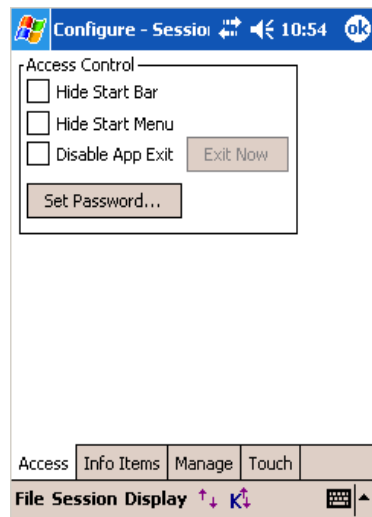 Configure - Sessio 10:54 ok
Access Control
Hide Start Bar
Hide Start Menu
Disable App Exit Exit Now
Set Password...
Access Info Items Manage Touch
File Session Display K